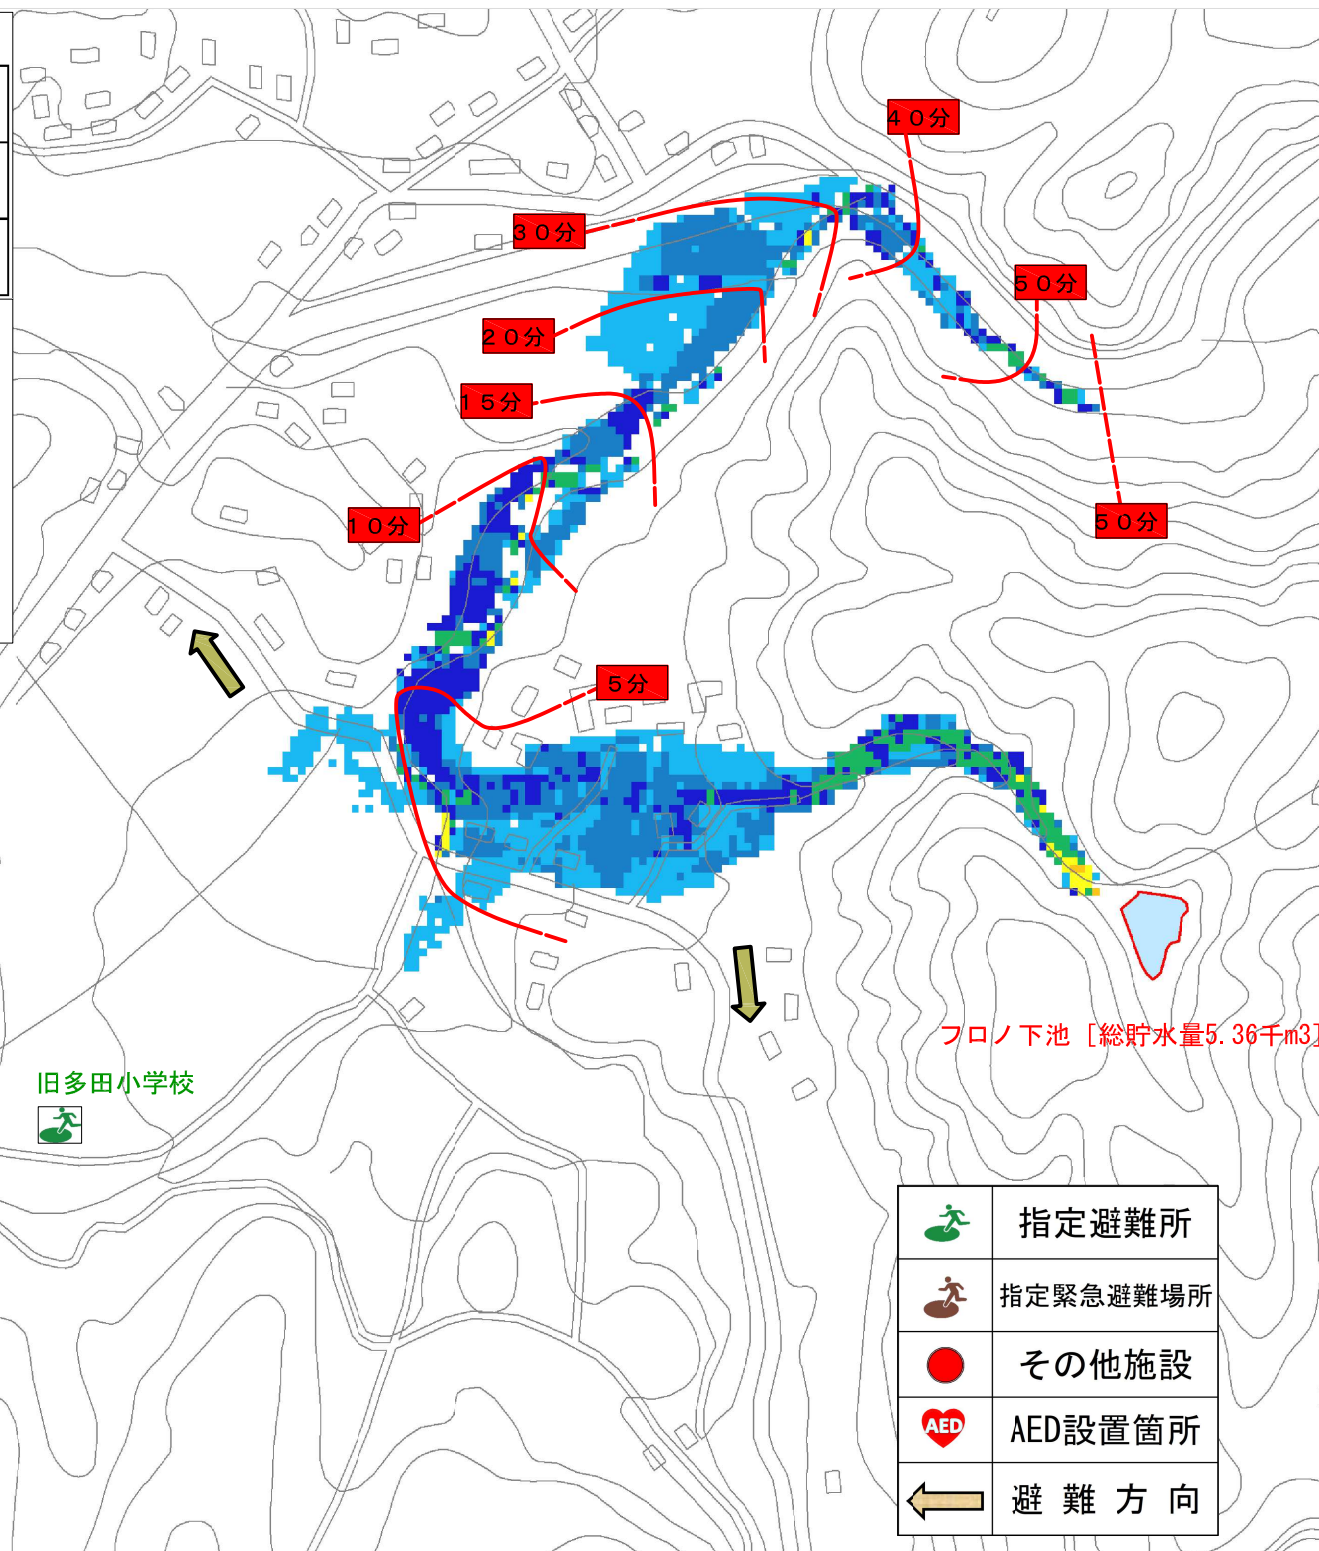 40分
30分
50分
20分
15分
10分
50分
5分
フロノ下池 [総貯水量5.36千m3]
旧多田小学校
指定避難所
指定緊急避難場所
その他施設
AED
AED設置箇所
避難方向